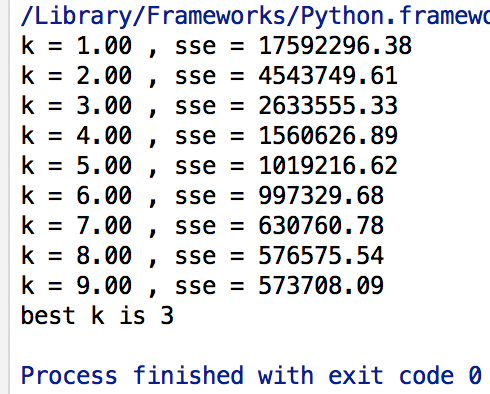 /Library/Frameworks/Python.framewo
k = 1.00 , sse = 17592296.38
k = 2.00 , sse = 4543749.61
k = 3.00 , sse = 2633555.33
k = 4.00 , sse = 1560626.89
k = 5.00 , sse = 1019216.62
k = 6.00 , sse = 997329.68
k = 7.00 , sse = 630760.78
k = 8.00 , sse = 576575.54
k = 9.00 , sse = 573708.09
best k is 3
Process finished with exit code 0